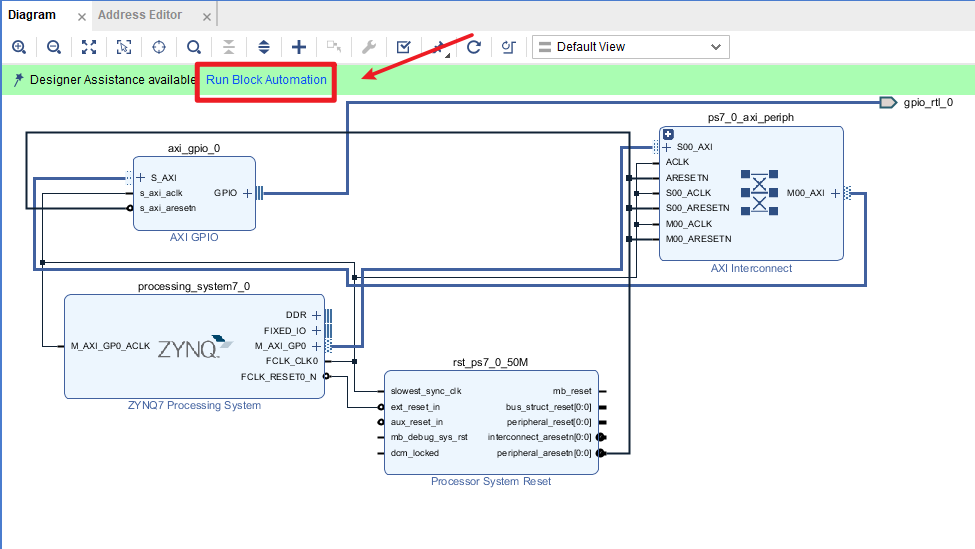 Diagram
Address Editor
Default View
Designer Assistance available
Run Block Automation
gpio_rtl_0
ps7_0_axi_periph
S00_AXI
ACLK
ARESETN
S00_ACLK
S00_ARESETN
M00_ACLK
M00_ARESETN
M00_AXI
AXI Interconnect
axi_gpio_0
S_AXI
s_axi_aclk
s_axi_aresetn
GPIO
AXI GPIO
processing_system7_0
M_AXI_GP0_ACLK
ZYNQ
DDR
FIXED_IO
M_AXI_GP0
FCLK_CLK0
FCLK_RESET0_N
ZYNQ7 Processing System
rst_ps7_0_50M
slowest_sync_clk
ext_reset_in
aux_reset_in
mb_debug_sys_rst
dcm_locked
mb_reset
bus_struct_reset[0:0]
peripheral_reset[0:0]
interconnect_aresetn[0:0]
peripheral_aresetn[0:0]
Processor System Reset